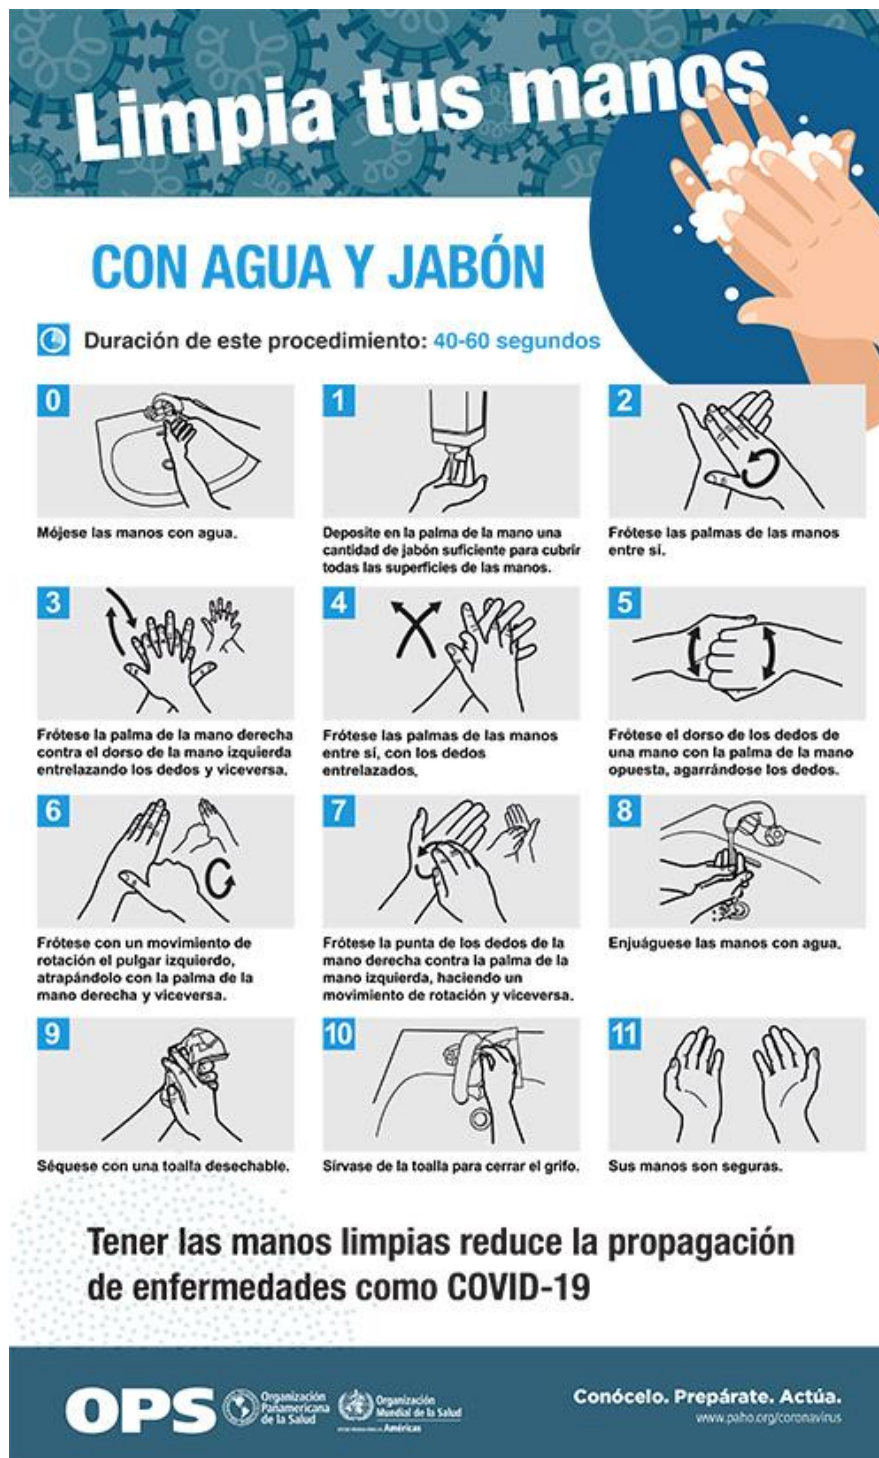 Limpia tus manos
CON AGUA Y JABÓN
Duración de este procedimiento: 40-60 segundos
0
Mójese las manos con agua.
1
Deposite en la palma de la mano una
cantidad de jabón suficiente para cubrir
todas las superficies de las manos.
2
Frótese las palmas de las manos
entre sí.
3
Frótese la palma de la mano derecha
contra el dorso de la mano izquierda
entrelazando los dedos y viceversa.
4
Frótese las palmas de las manos
entre sí, con los dedos
entrelazados.
5
Frótese el dorso de los dedos de
una mano con la palma de la mano
opuesta, agarrándose los dedos.
6
Frótese con un movimiento de
rotación el pulgar izquierdo,
atrapándolo con la palma de la
mano derecha y viceversa.
7
Frótese la punta de los dedos de la
mano derecha contra la palma de la
mano izquierda, haciendo un
movimiento de rotación y viceversa.
8
Enjuáguese las manos con agua.
9
Séquese con una toalla desechable.
10
Sírvase de la toalla para cerrar el grifo.
11
Sus manos son seguras.
Tener las manos limpias reduce la propagación
de enfermedades como COVID-19
OPS
Organización
Panamericana
de la Salud
Organización
Mundial de la Salud
Américas
Conócelo. Prepárate. Actúa.
www.paho.org/coronavirus